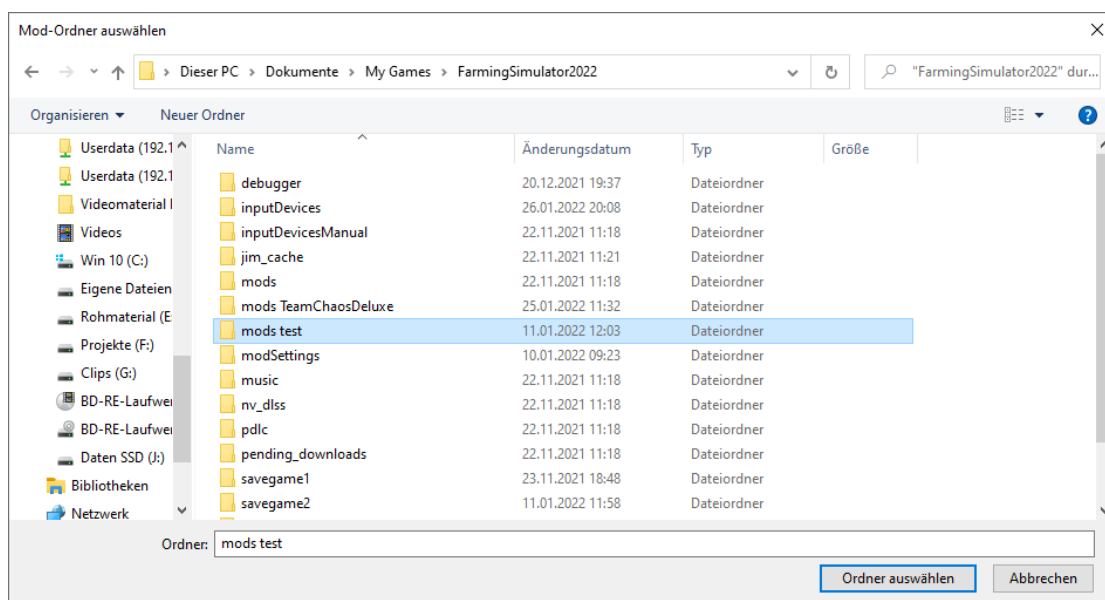 Mod-Ordner auswählen
Dieser PC > Dokumente > My Games > FarmingSimulator2022
"FarmingSimulator2022" dur...
Organisieren Neuer Ordner
Name Änderungsdatum Typ Größe
Userdata (192.1
Userdata (192.1
Videomaterial
Videos
Win 10 (C:)
Eigene Dateien
Rohmaterial (E
Projekte (F:)
Clips (G:)
BD-RE-Laufwe
BD-RE-Laufwe
Daten SSD (J:)
Bibliotheken
Netzwerk
debugger 20.12.2021 19:37 Dateiordner
inputDevices 26.01.2022 20:08 Dateiordner
inputDevicesManual 22.11.2021 11:18 Dateiordner
jim_cache 22.11.2021 11:21 Dateiordner
mods 22.11.2021 11:18 Dateiordner
mods TeamChaosDeluxe 25.01.2022 11:32 Dateiordner
mods test 11.01.2022 12:03 Dateiordner
modSettings 10.01.2022 09:23 Dateiordner
music 22.11.2021 11:18 Dateiordner
nv_dlss 22.11.2021 11:18 Dateiordner
pdlc 22.11.2021 11:18 Dateiordner
pending_downloads 22.11.2021 11:18 Dateiordner
savegame1 23.11.2021 18:48 Dateiordner
savegame2 11.01.2022 11:58 Dateiordner
Ordner: mods test
Ordner auswählen Abbrechen